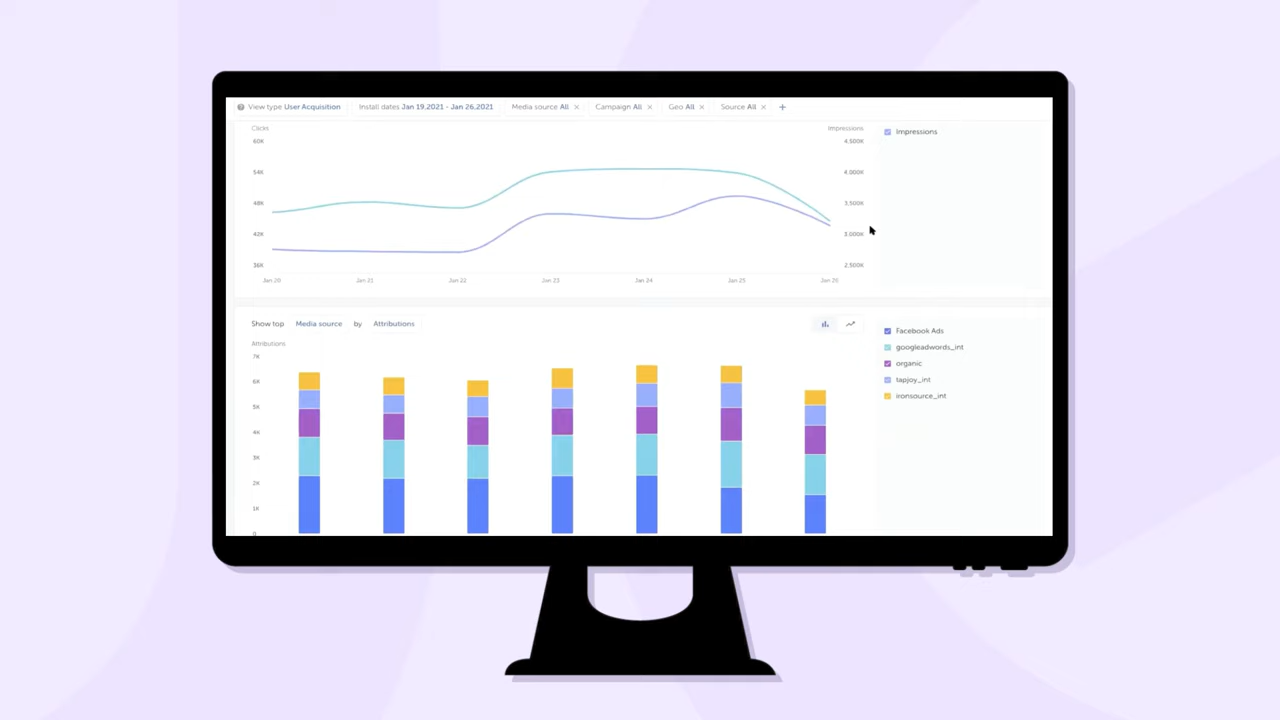 View type User Acquisition Install dates Jan 19,2021 - Jan 26,2021 Media source All Campaign All Geo All Source All
Clicks Impressions
60K 4,500K
54K 4,000K
48K 3,500K
42K 3,000K
36K 2,500K
Jan 20 Jan 21 Jan 22 Jan 23 Jan 24 Jan 25 Jan 26
Impressions
Show top Media source by Attributions
Attributions
7K
6K
5K
4K
3K
2K
1K
0
Facebook Ads
googleadwords_int
organic
tapjoy_int
ironsource_int